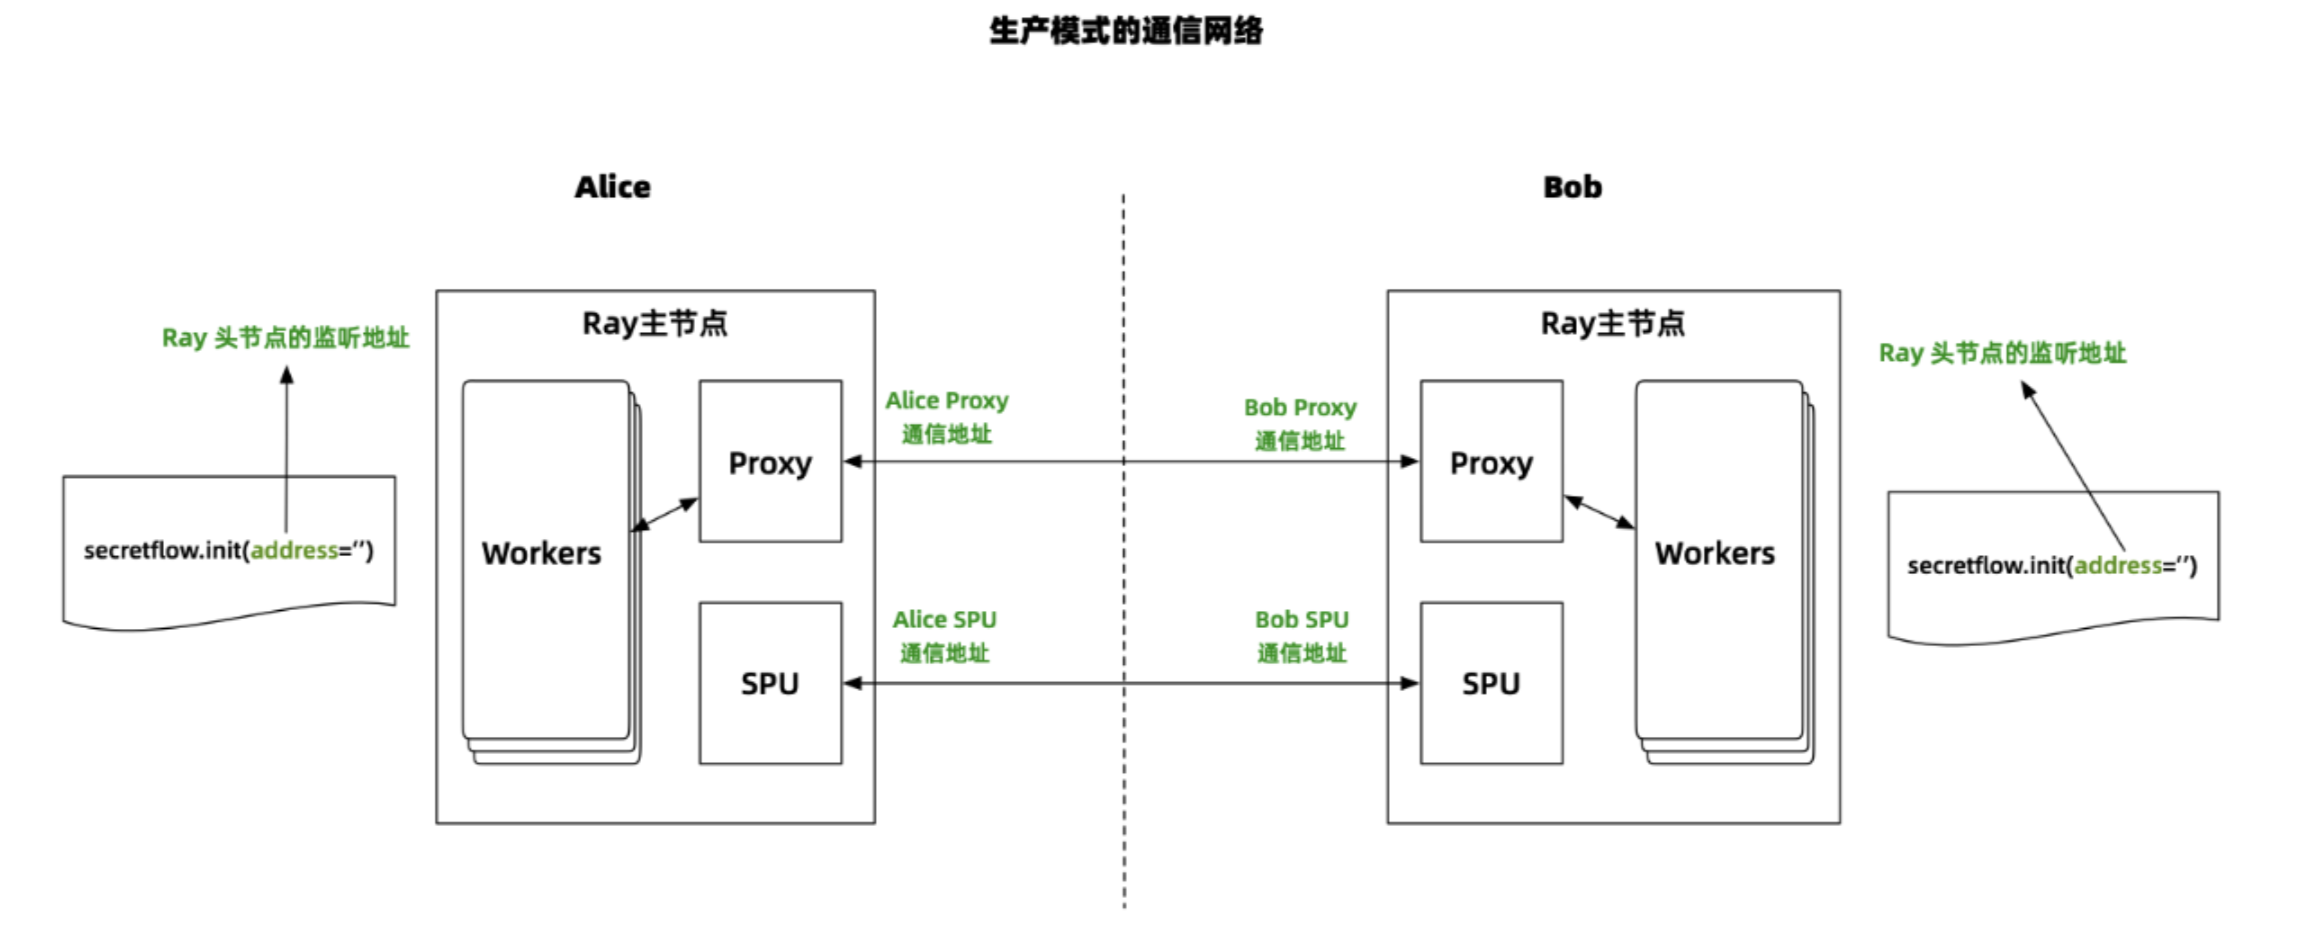 生产模式的通信网络
Alice
Bob
Ray 头节点的监听地址
secretflow.init(address='')
Ray主节点
Workers
Proxy
SPU
Alice Proxy
通信地址
Alice SPU
通信地址
Bob Proxy
通信地址
Bob SPU
通信地址
Ray主节点
Proxy
SPU
Workers
Ray 头节点的监听地址
secretflow.init(address='')